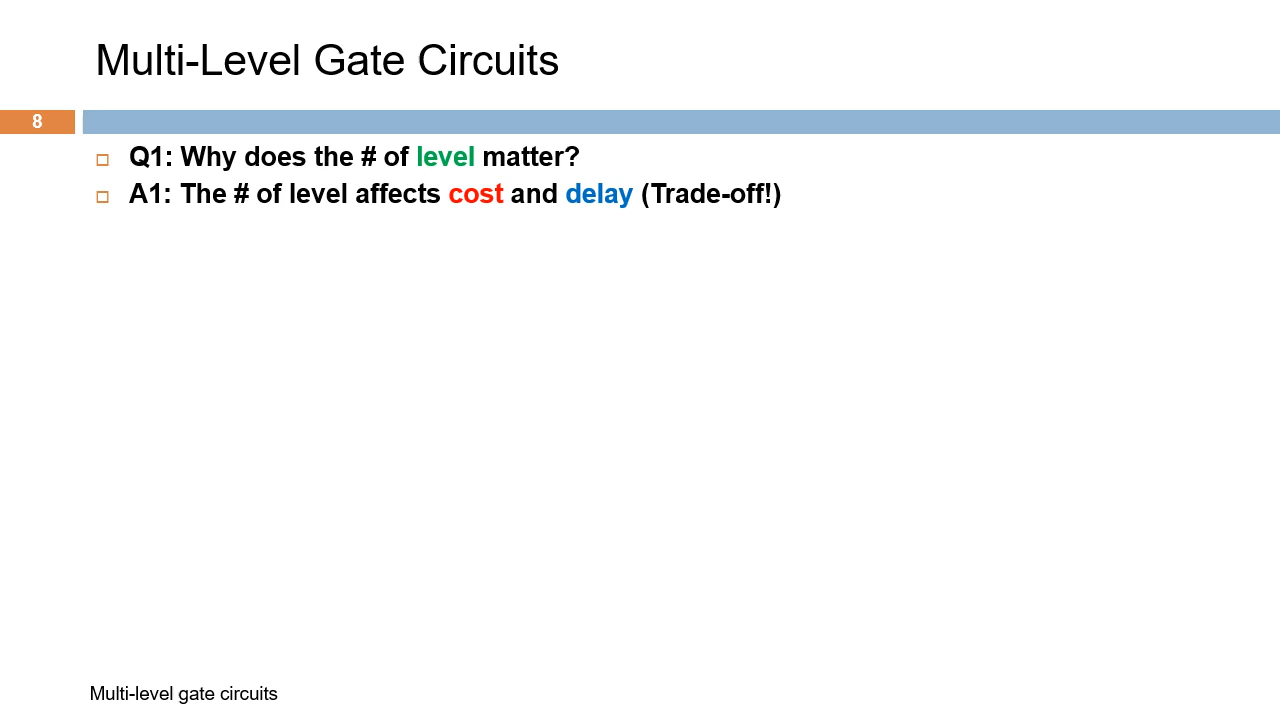 Multi-Level Gate Circuits
8
Q1: Why does the # of level matter?
A1: The # of level affects cost and delay (Trade-off!)
Multi-level gate circuits